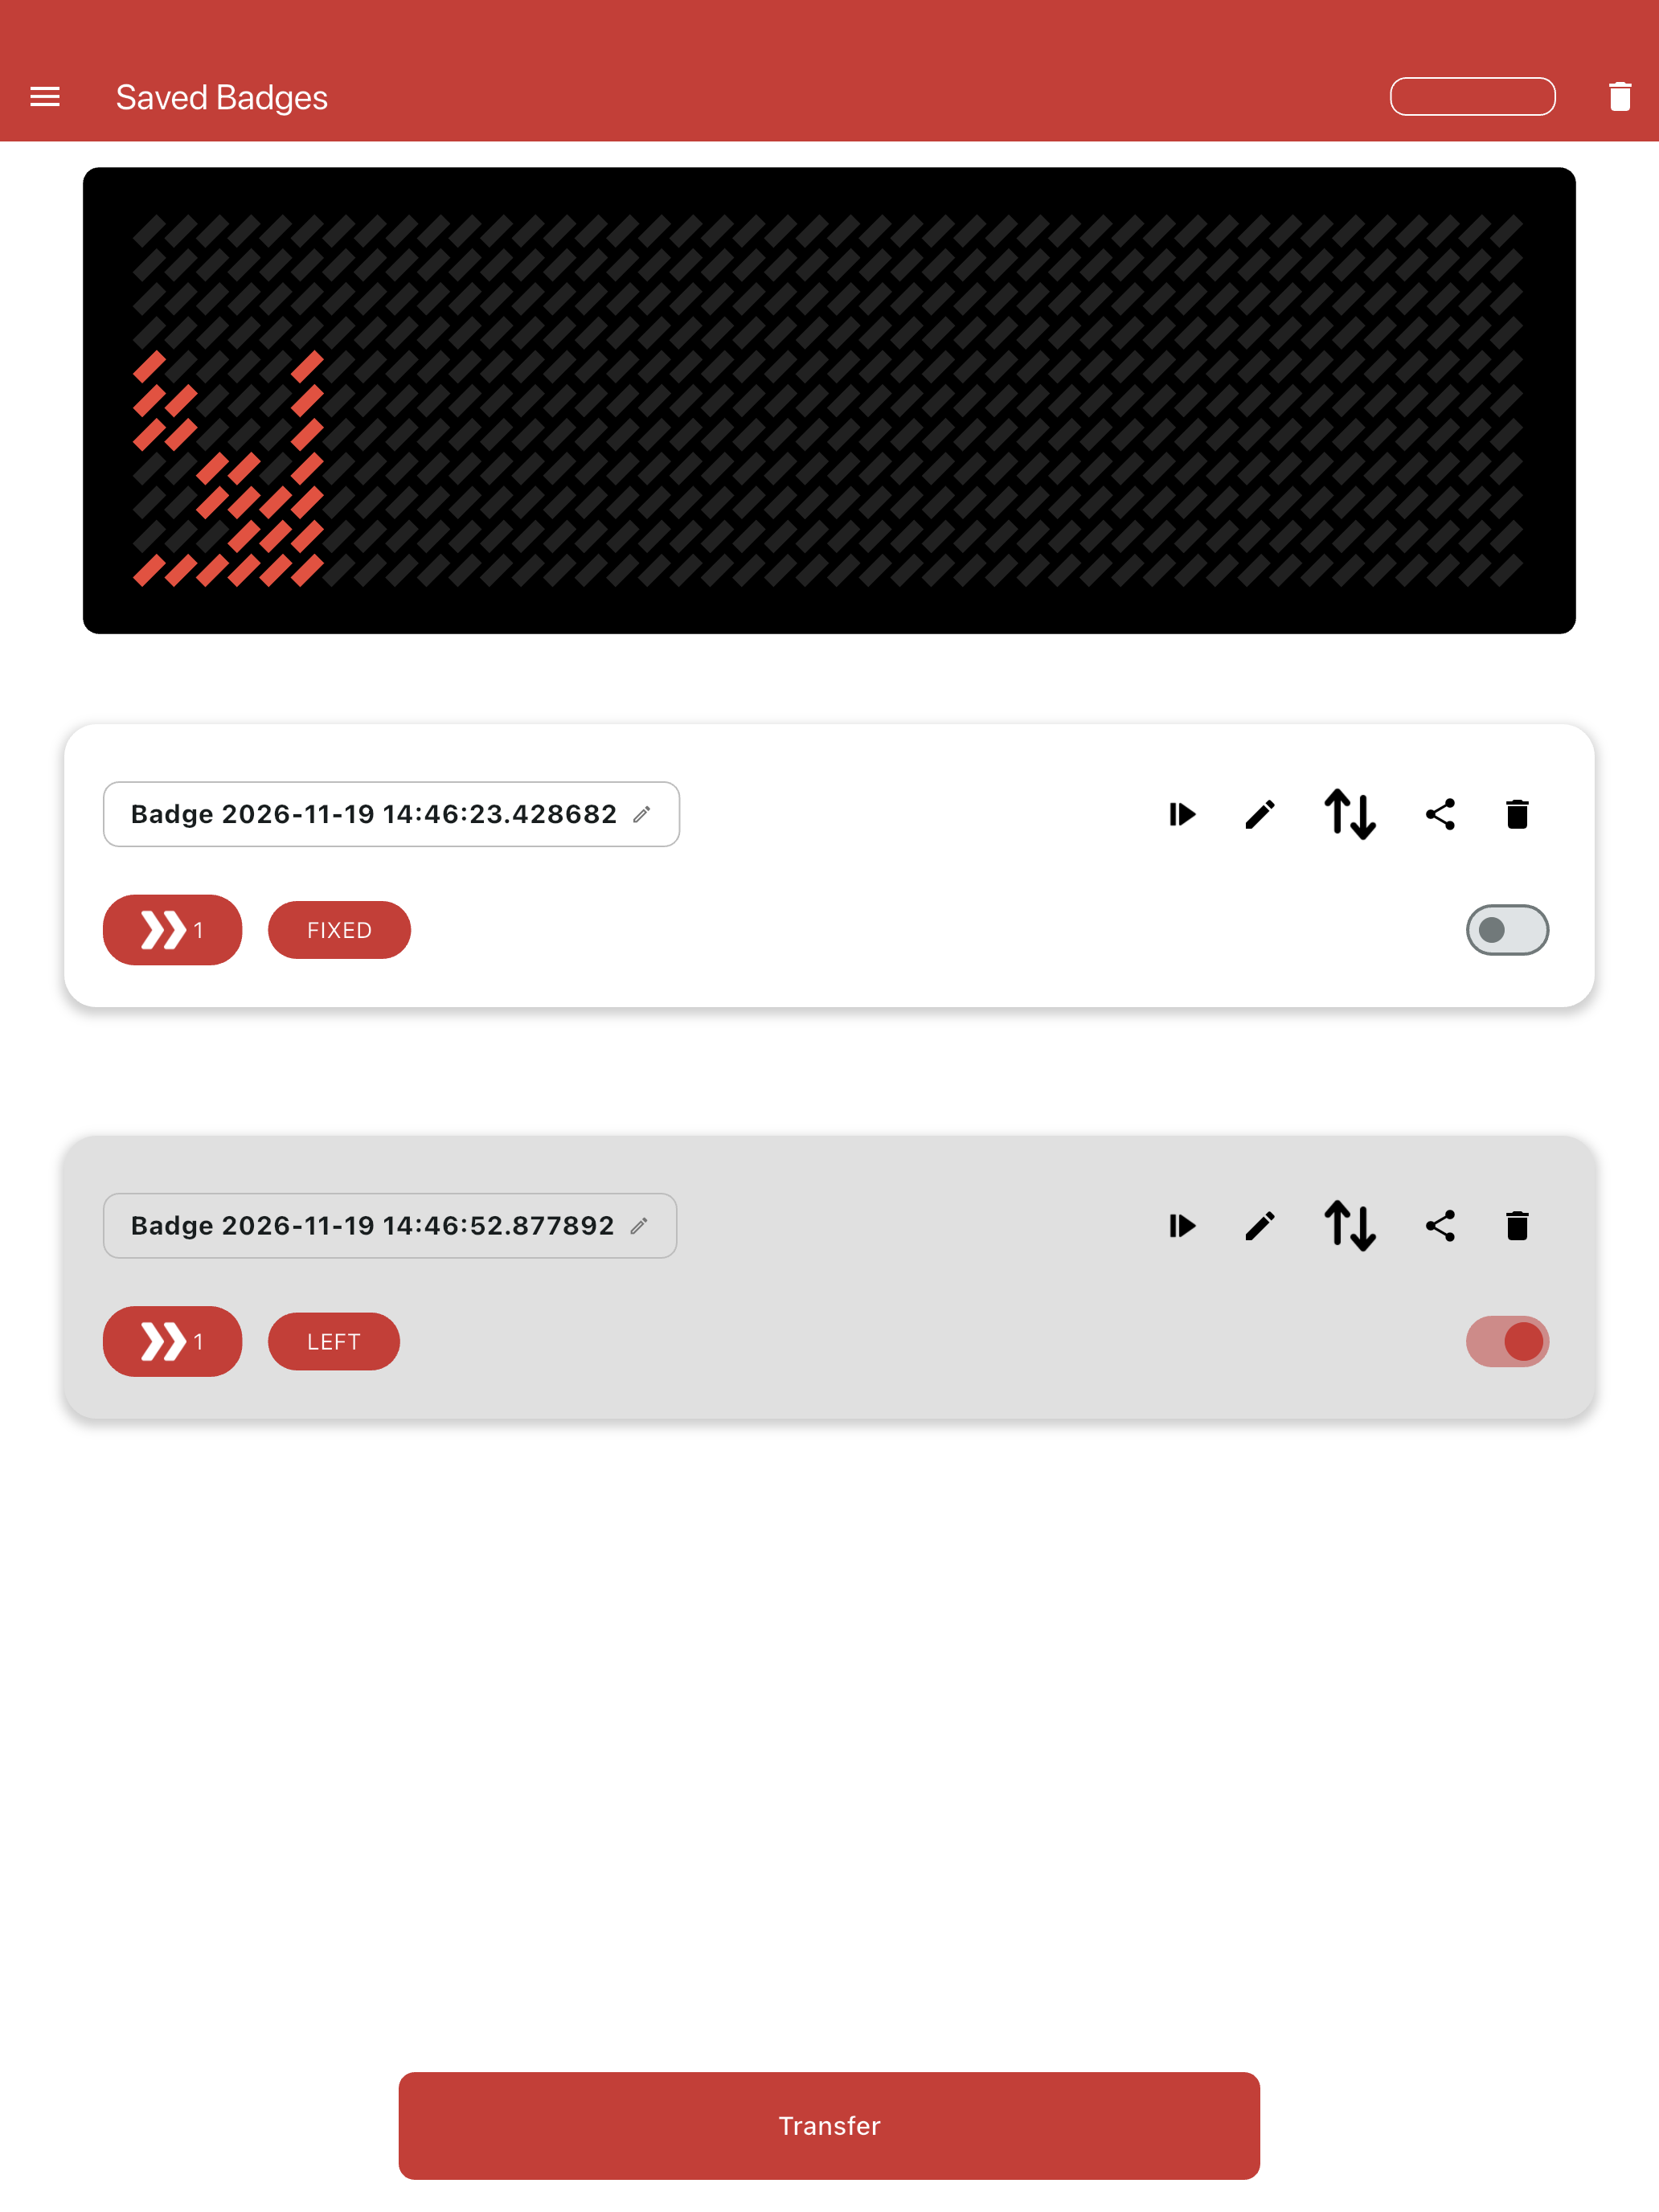 Saved Badges
Badge 2026-11-19 14:46:23.428682
1 FIXED
Badge 2026-11-19 14:46:52.877892
1 LEFT
Transfer